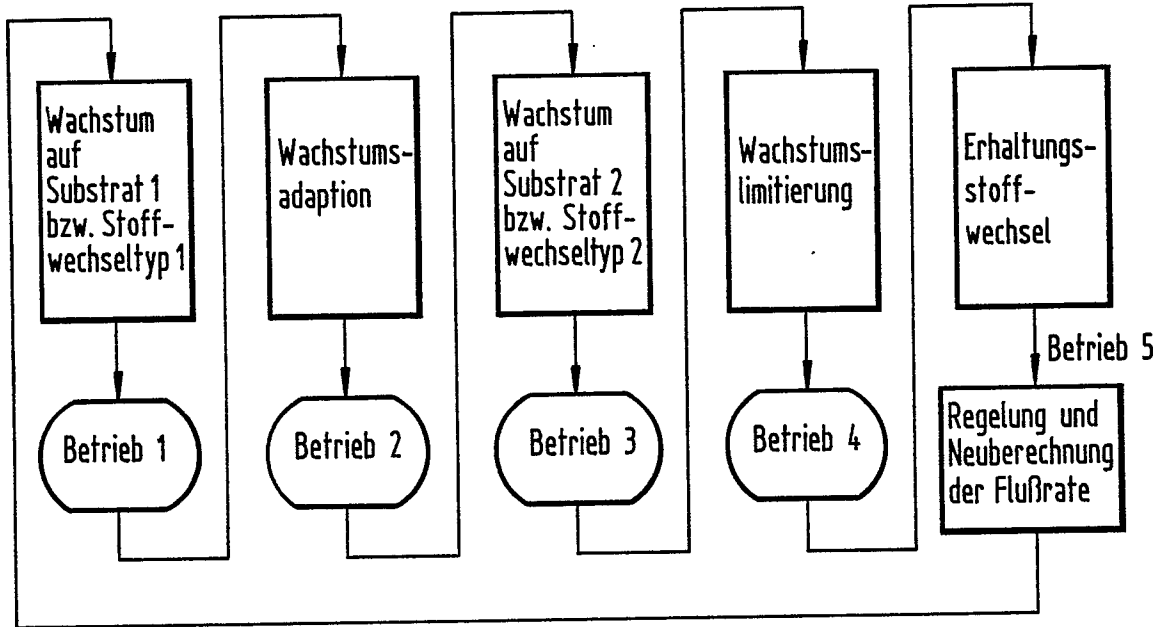 Wachstum
auf
Substrat 1
bzw. Stoff-
wechseltyp 1
Betrieb 1
Wachstums-
adaption
Betrieb 2
Wachstum
auf
Substrat 2
bzw. Stoff-
wechseltyp 2
Betrieb 3
Wachstums-
limitierung
Betrieb 4
Erhaltungs-
stoff-
wechsel
Betrieb 5
Regelung und
Neuberechnung
der Flußrate